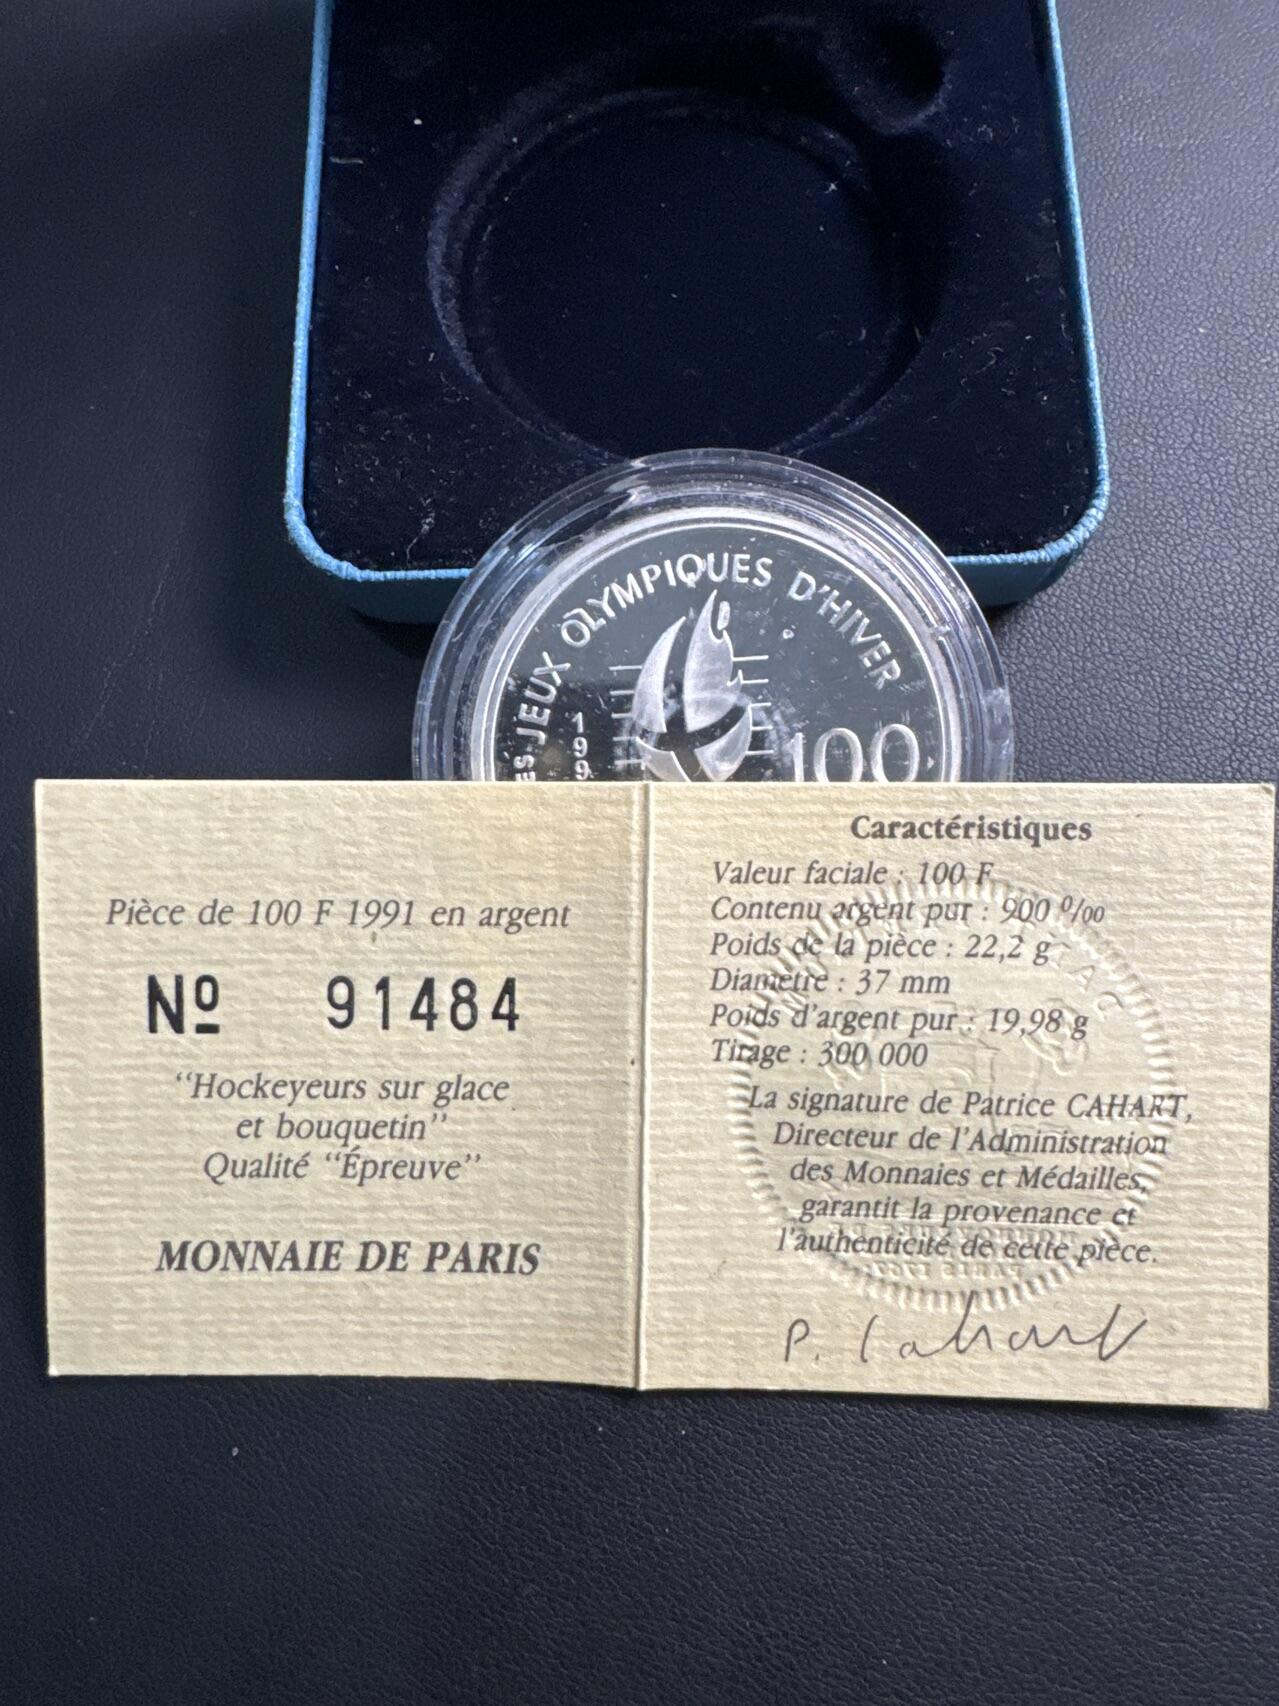 ES JEUX OLYMPIQUES D'HIVER
199
100
Pièce de 100 F 1991 en argent
Nº 91484
“Hockeyeurs sur glace
et bouquetin”
Qualité “Épreuve”
MONNAIE DE PARIS
Caractéristiques
Valeur faciale : 100 F
Contenu argent pur : 900 ⁰/₀₀
Poids de la pièce : 22,2 g
Diamètre : 37 mm
Poids d'argent pur : 19,98 g
Tirage : 300 000
La signature de Patrice CAHART,
Directeur de l'Administration
des Monnaies et Médailles,
garantit la provenance et
l'authenticité de cette pièce.
P. Cahart